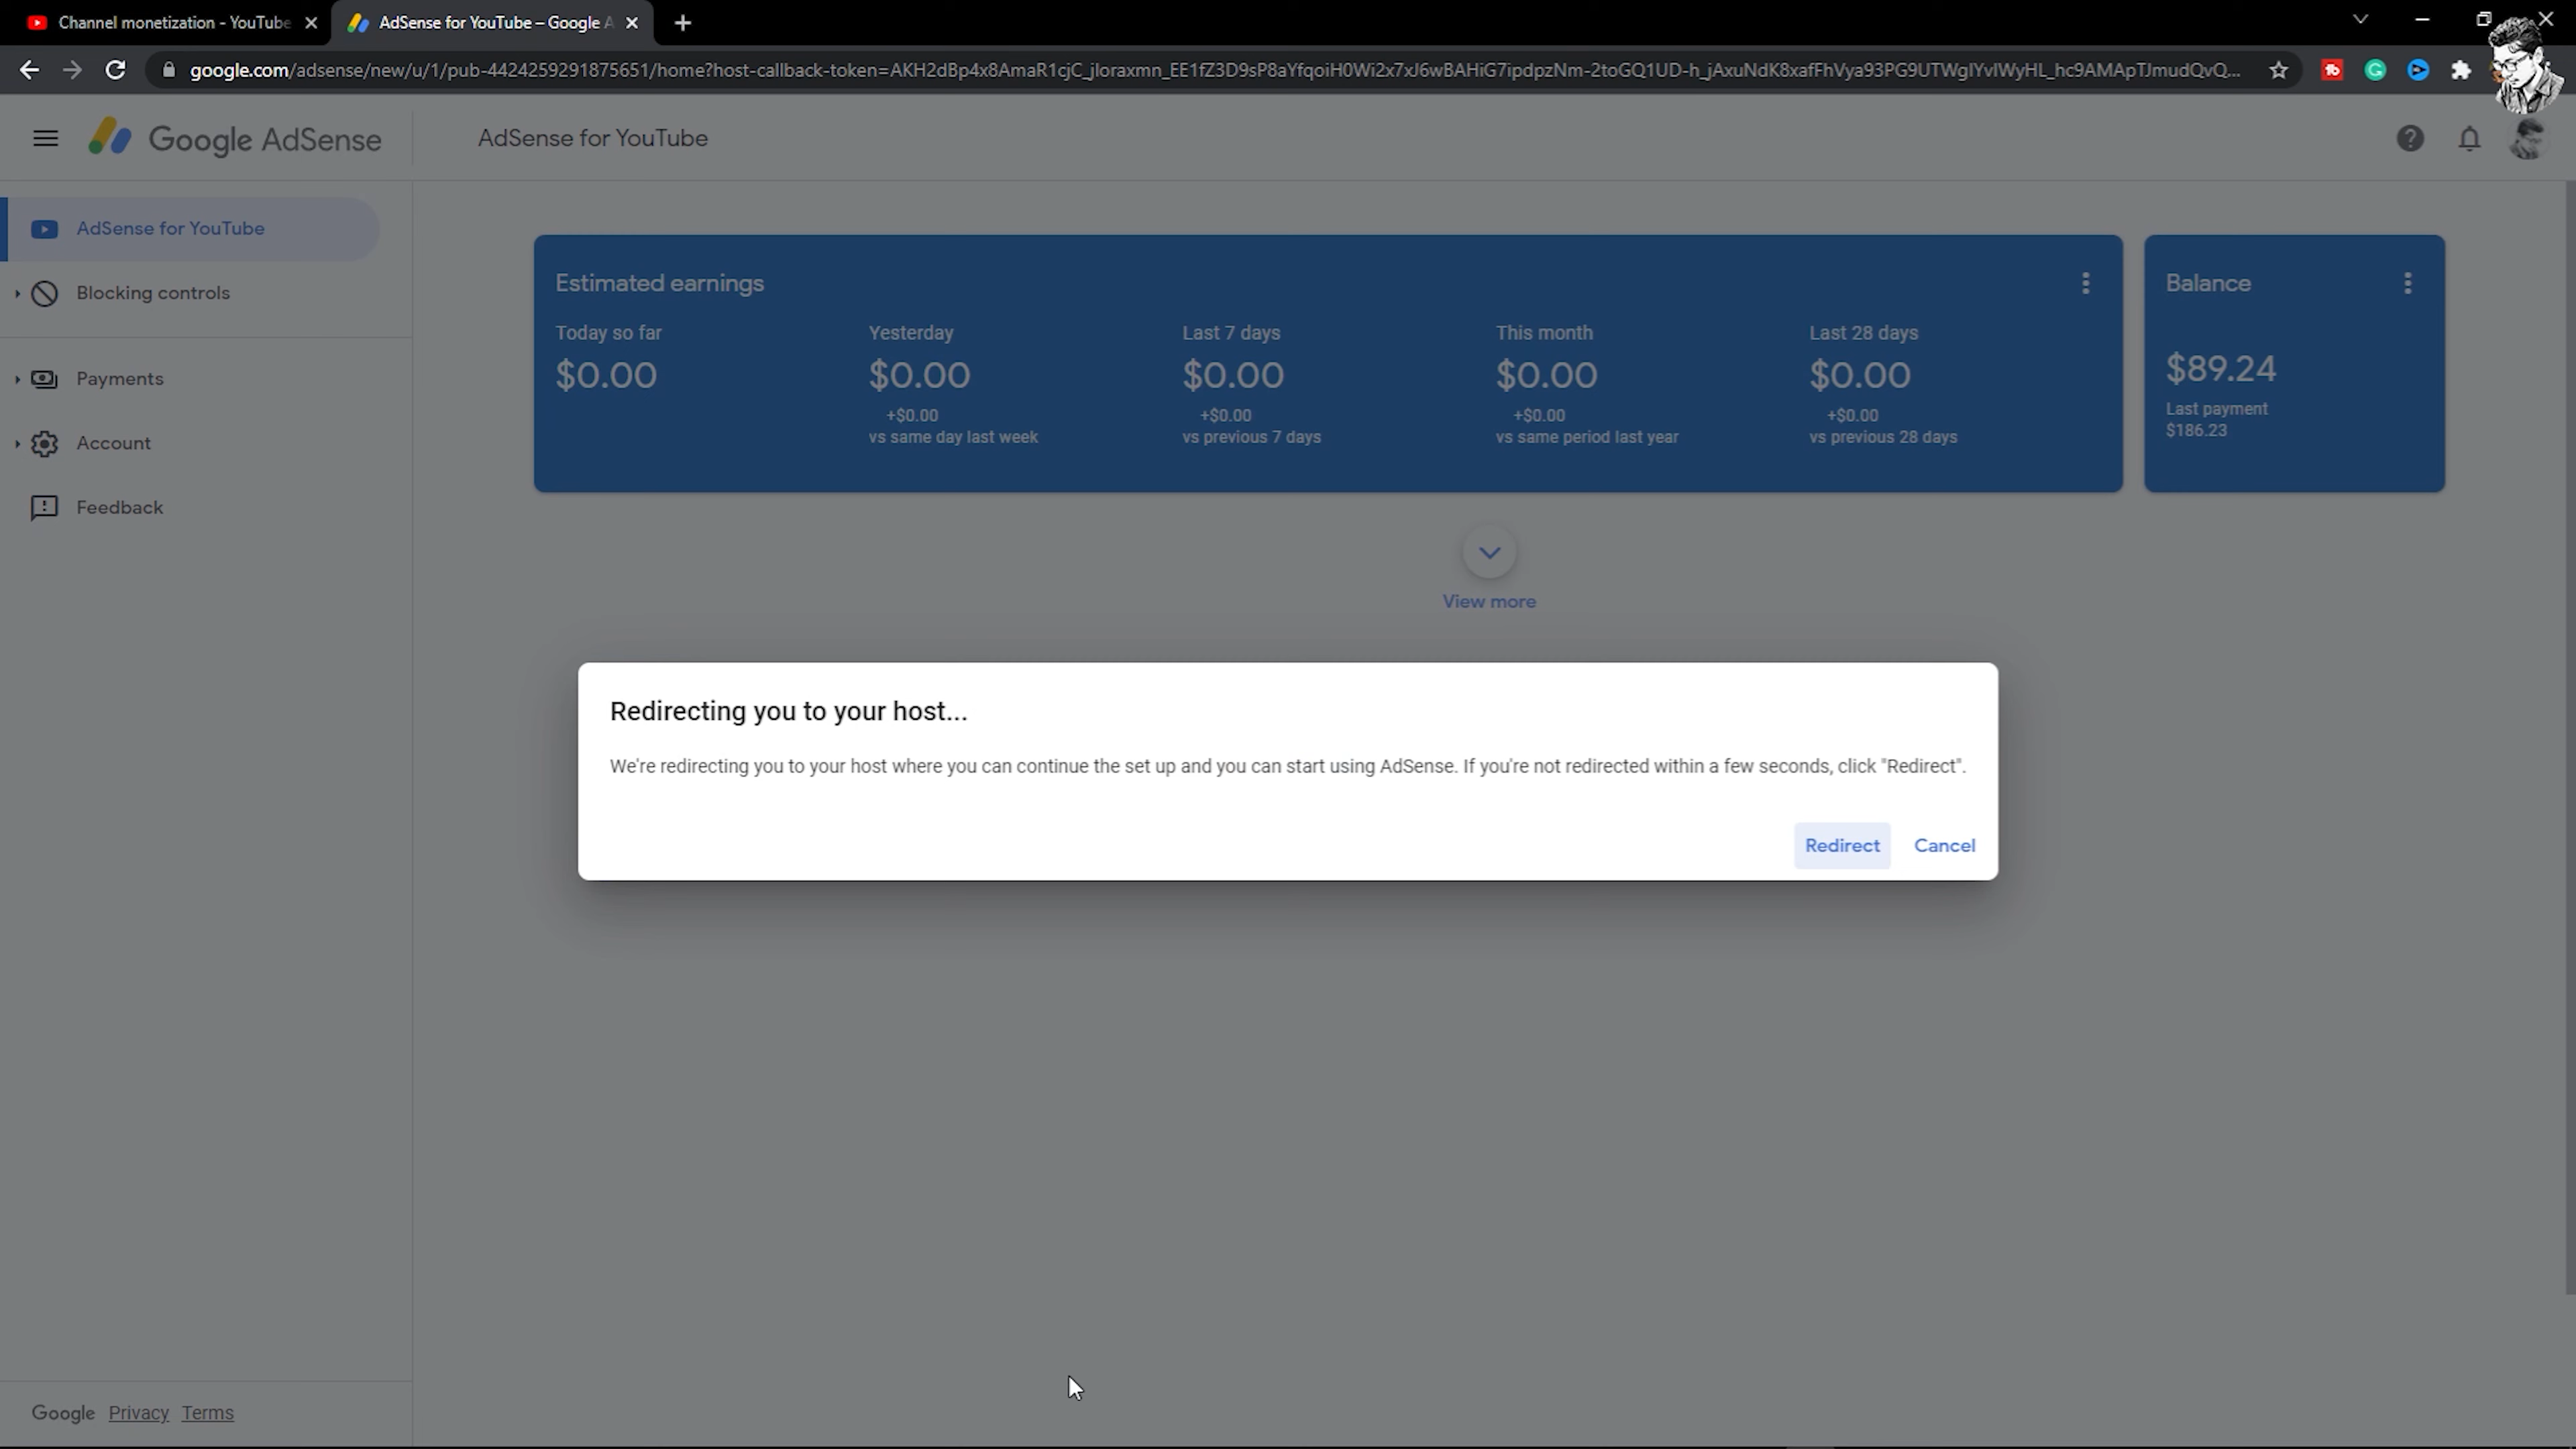 Channel monetization - YouTube
AdSense for YouTube – Google A
google.com/adsense/new/u/1/pub-4424259291875651/home?host-callback-token=AKH2dBp4x8AmaR1cjC_jloraxmn_EE1fZ3D9sP8aYfqoiH0Wi2x7xJ6wBAHiG7ipdpzNm-2toGQ1UD-h_jAxuNdK8xafFhVya93PG9UTWgIYvlWyHL_hc9AMApTJmudQvQ...
Google AdSense
AdSense for YouTube
AdSense for YouTube
Blocking controls
Payments
Account
Feedback
Estimated earnings
Today so far
$0.00
Yesterday
$0.00
+$0.00
vs same day last week
Last 7 days
$0.00
+$0.00
vs previous 7 days
This month
$0.00
+$0.00
vs same period last year
Last 28 days
$0.00
+$0.00
vs previous 28 days
Balance
$89.24
Last payment
$186.23
View more
Redirecting you to your host...
We're redirecting you to your host where you can continue the set up and you can start using AdSense. If you're not redirected within a few seconds, click "Redirect".
Redirect Cancel
Google Privacy Terms